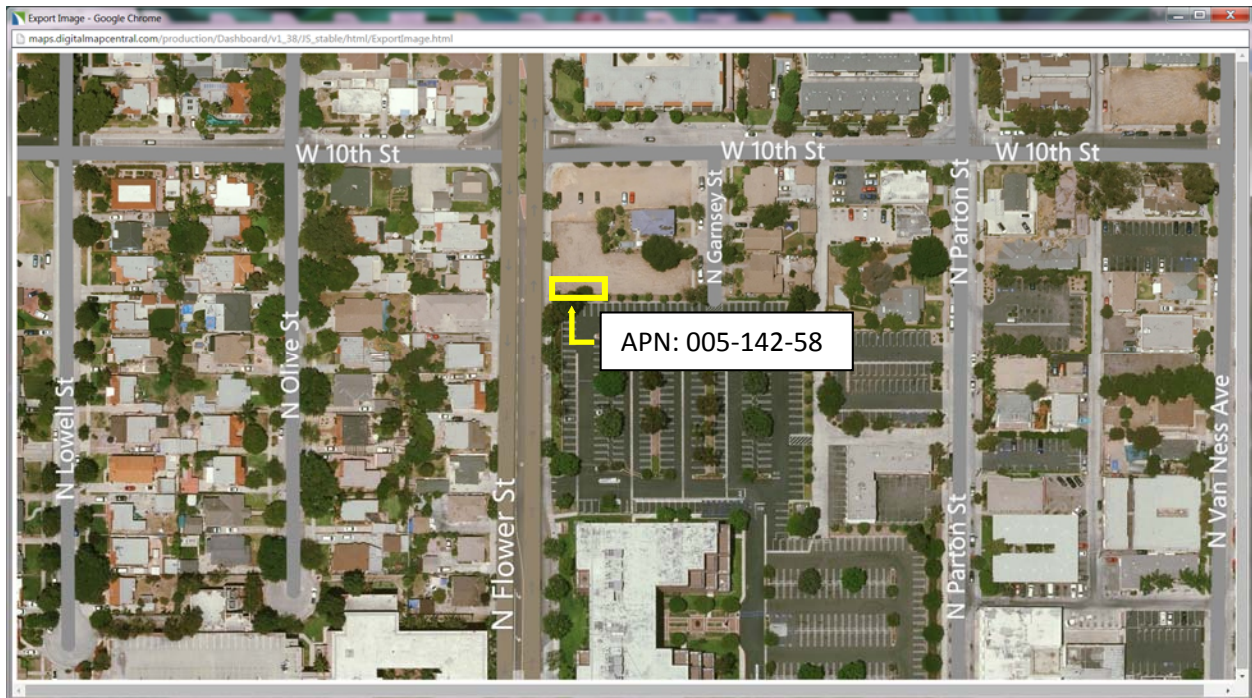 Export Image - Google Chrome
maps.digitalmapcentral.com/production/Dashboard/v1_38/JS_stable/html/ExportImage.html
W 10th St
W 10th St
W 10th St
N Garnsey St
N Parton St
N Olive St
APN: 005-142-58
N Lowell St
N Van Ness Ave
N Flower St
N Parton St